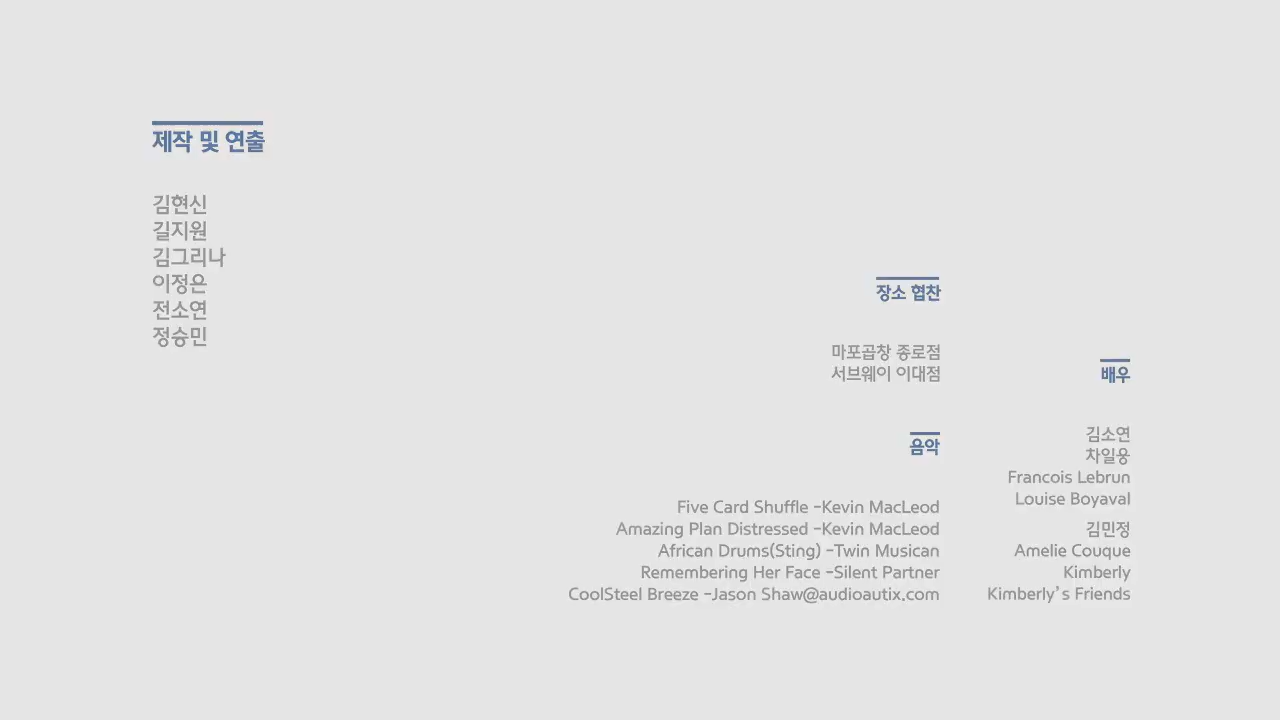 제작 및 연출
김현신
길지원
김그리나
이정은
전소연
정승민
장소 협찬
마포곱창 종로점
서브웨이 이대점
음악
Five Card Shuffle -Kevin MacLeod
Amazing Plan Distressed -Kevin MacLeod
African Drums(Sting) -Twin Musican
Remembering Her Face -Silent Partner
CoolSteel Breeze -Jason Shaw@audioautix.com
배우
김소연
차일용
Francois Lebrun
Louise Boyaval
김민정
Amelie Couque
Kimberly
Kimberly’s Friends